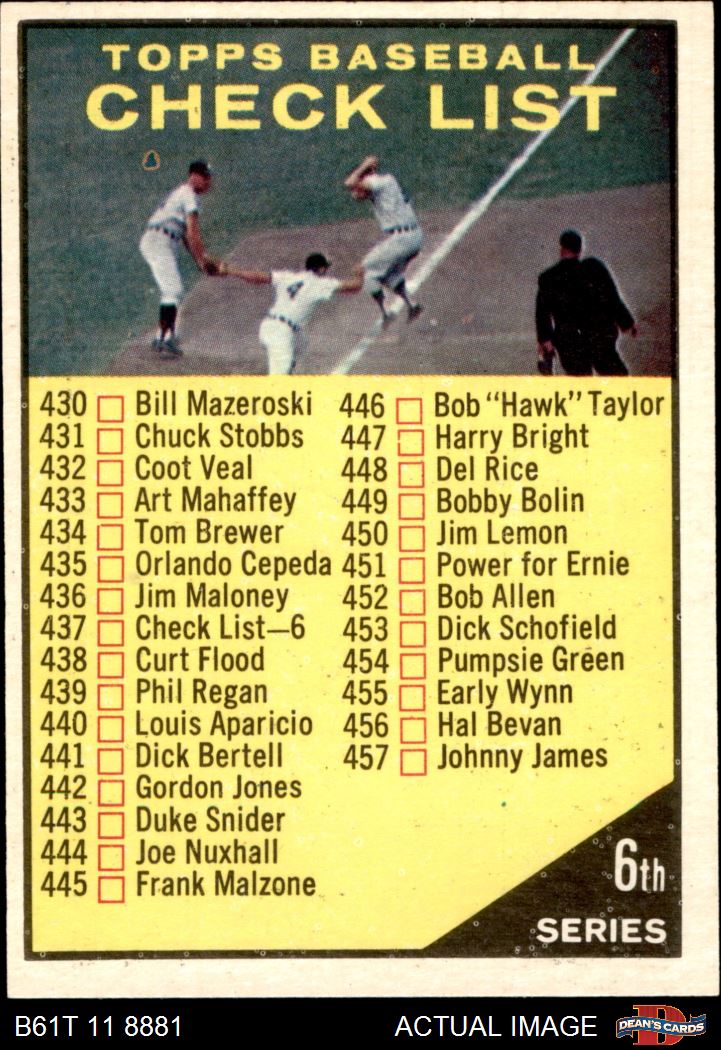 TOPPS BASEBALL
CHECK LIST
4
430 Bill Mazeroski
431 Chuck Stobbs
432 Coot Veal
433 Art Mahaffey
434 Tom Brewer
435 Orlando Cepeda
436 Jim Maloney
437 Check List—6
438 Curt Flood
439 Phil Regan
440 Louis Aparicio
441 Dick Bertell
442 Gordon Jones
443 Duke Snider
444 Joe Nuxhall
445 Frank Malzone
446 Bob "Hawk" Taylor
447 Harry Bright
448 Del Rice
449 Bobby Bolin
450 Jim Lemon
451 Power for Ernie
452 Bob Allen
453 Dick Schofield
454 Pumpsie Green
455 Early Wynn
456 Hal Bevan
457 Johnny James
6th
SERIES
B61T 11 8881
ACTUAL IMAGE
D
DEAN'S CARDS